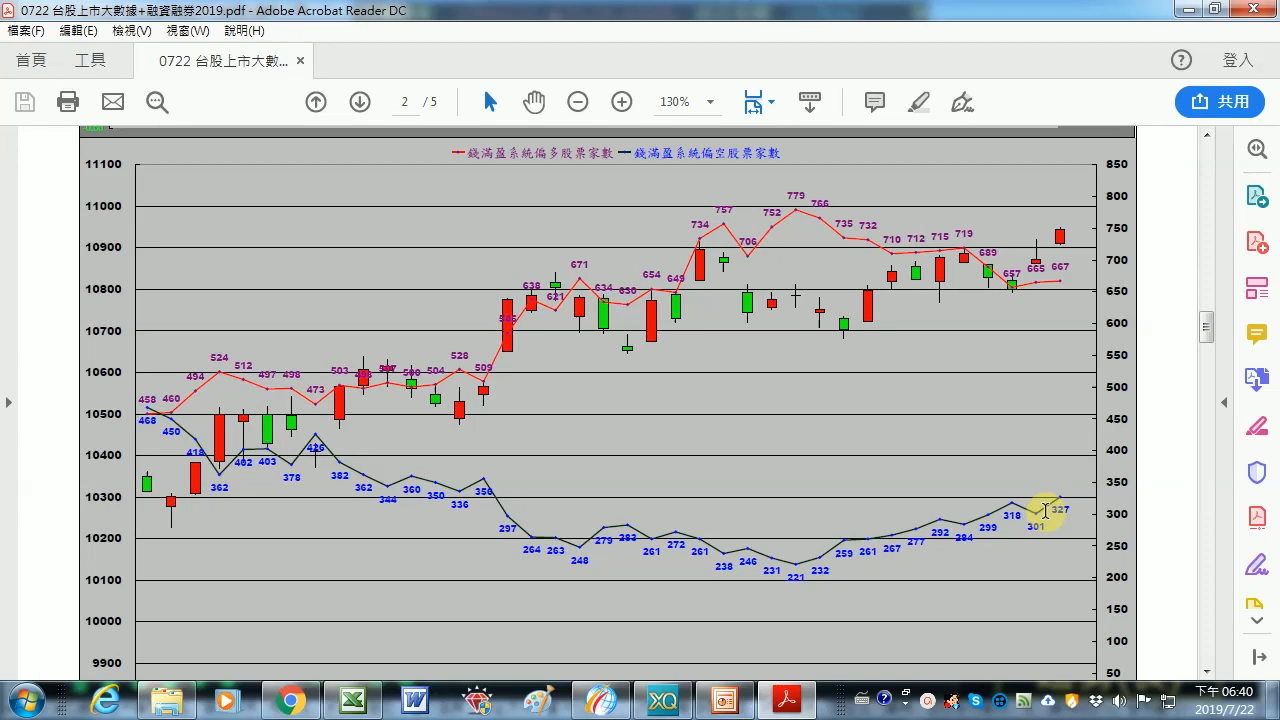 0722 台股上市大數據+融資融券2019.pdf - Adobe Acrobat Reader DC
檔案(F) 編輯(E) 檢視(V) 視窗(W) 說明(H)
首頁 工具 0722 台股上市大數... × 登入
2 / 5 130% 共用
錢滿盈系統偏多股票家數 錢滿盈系統偏空股票家數
11100 850
779 800
11000 757 752 766
734 735 732 750
10900 706 710 712 715 719
671 689 700
654 649 657 665 667
10800 638 621 634 630 650
600
10700
550
10600 524 528
512 497 498 503 504 509 500
494 473
10500 458 460 450
468 450
418 426 400
10400 402 403
362 378 382 362 344 360 350 336 350 350
10300 297 318 301 327 300
10200 264 263 248 279 283 261 272 261 238 246 231 221 232 259 261 267 277 292 284 299 250
10100 200
150
10000 100
9900 50
下午 06:40
2019/7/22